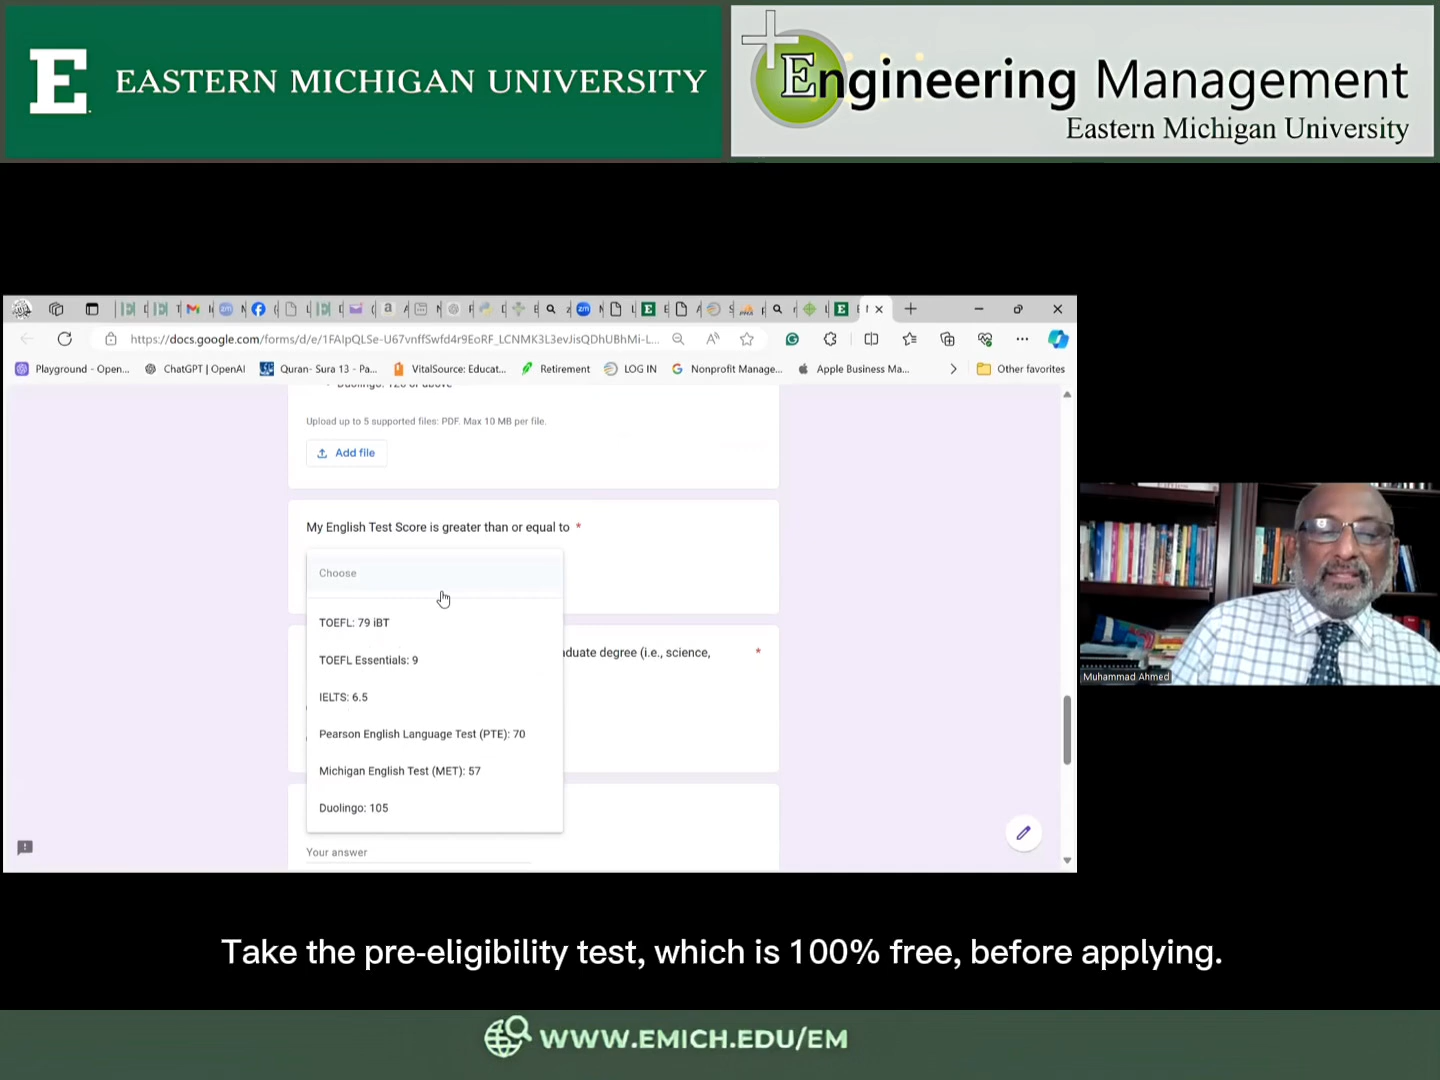 E EASTERN MICHIGAN UNIVERSITY
Engineering Management
Eastern Michigan University
https://docs.google.com/forms/d/e/1FAIpQLSe-U67vnffSwfd4r9EoRF_LCNMK3L3evJisQDhUBhMi-L...
Playground - Open... ChatGPT | OpenAI Quran- Sura 13 - Pa... VitalSource: Educat... Retirement LOG IN Nonprofit Manage... Apple Business Ma... Other favorites
Upload up to 5 supported files: PDF. Max 10 MB per file.
Add file
My English Test Score is greater than or equal to *
Choose
TOEFL: 79 iBT
duate degree (i.e., science, *
TOEFL Essentials: 9
IELTS: 6.5
Muhammad Ahmed
Pearson English Language Test (PTE): 70
Michigan English Test (MET): 57
Duolingo: 105
Your answer
Take the pre-eligibility test, which is 100% free, before applying.
WWW.EMICH.EDU/EM